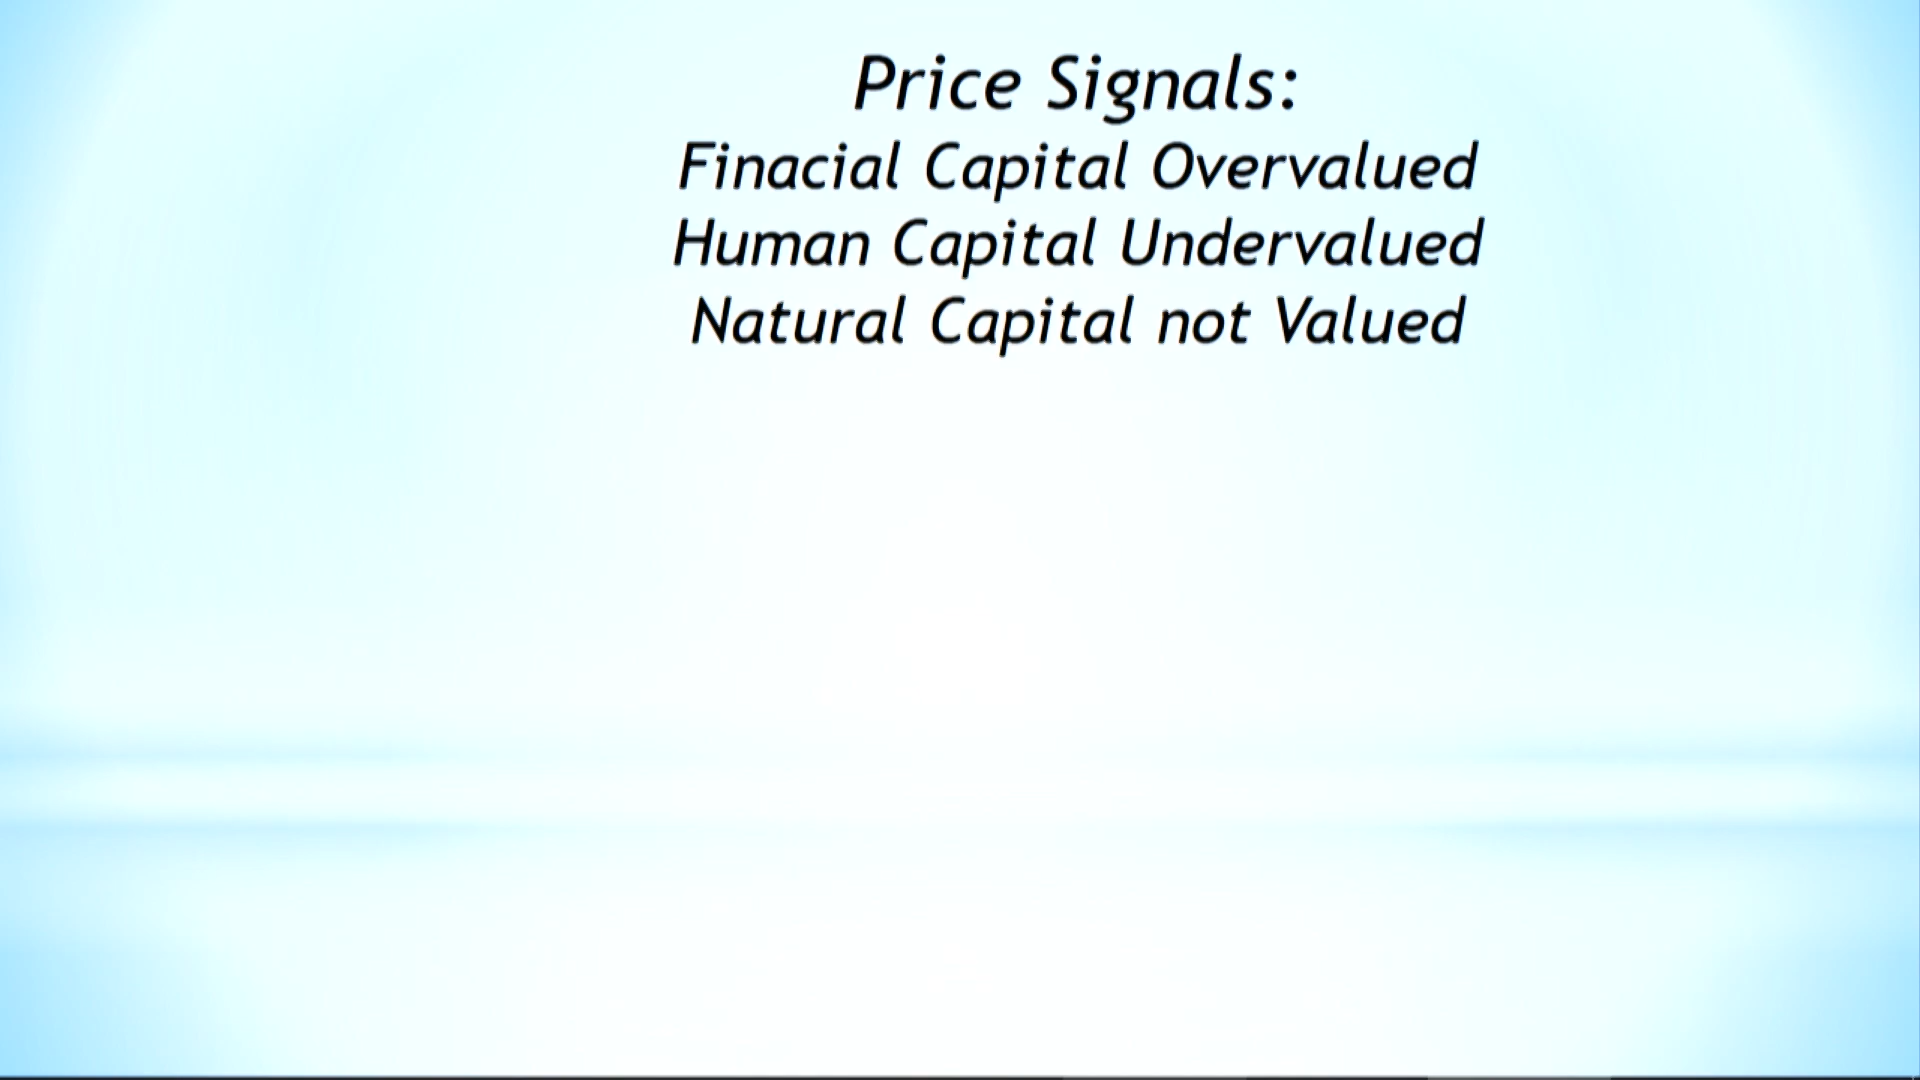 Price Signals:
Finacial Capital Overvalued
Human Capital Undervalued
Natural Capital not Valued